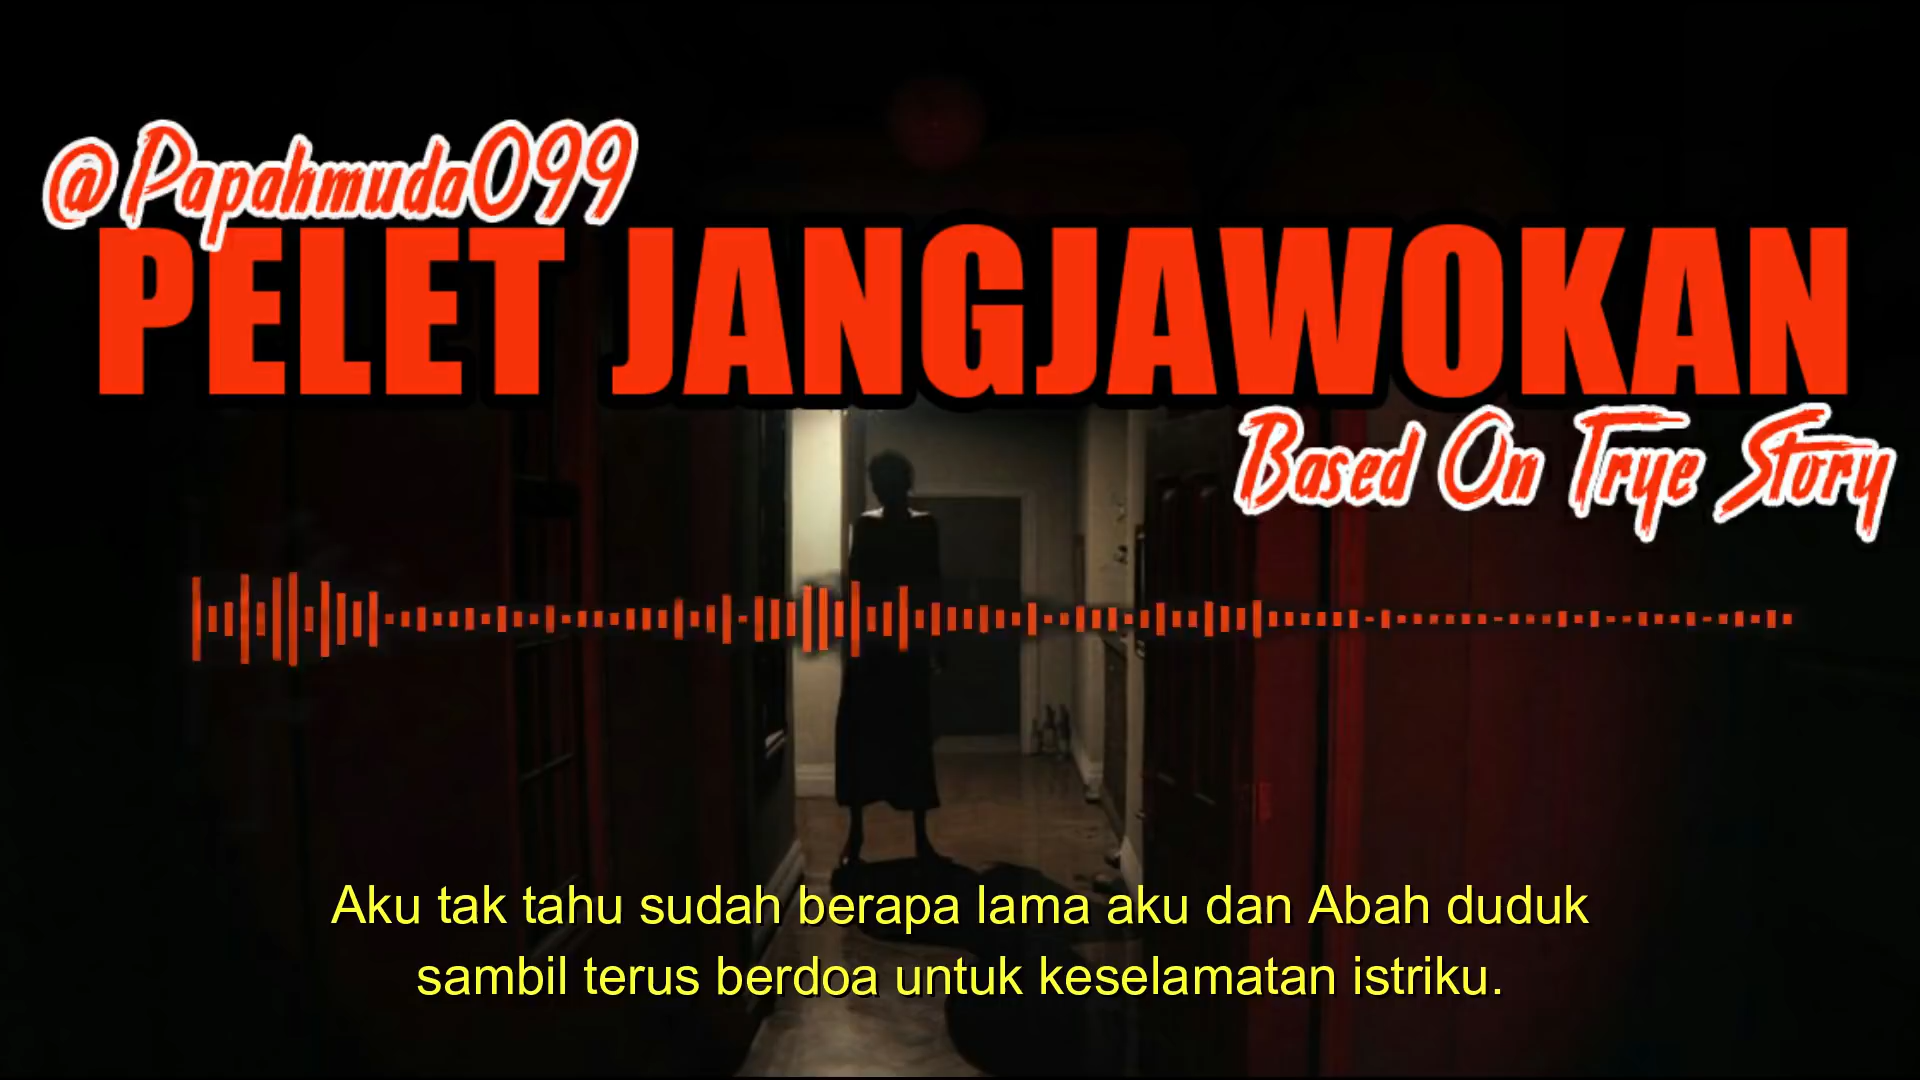 @Papahmuda099
PELET JANGJAWOKAN
Based On Trye Story
Aku tak tahu sudah berapa lama aku dan Abah duduk
sambil terus berdoa untuk keselamatan istriku.